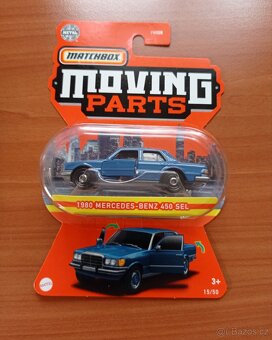 MATCHBOX
MOVING
PARTS
1980 MERCEDES-BENZ 450 SEL
3+
15/50